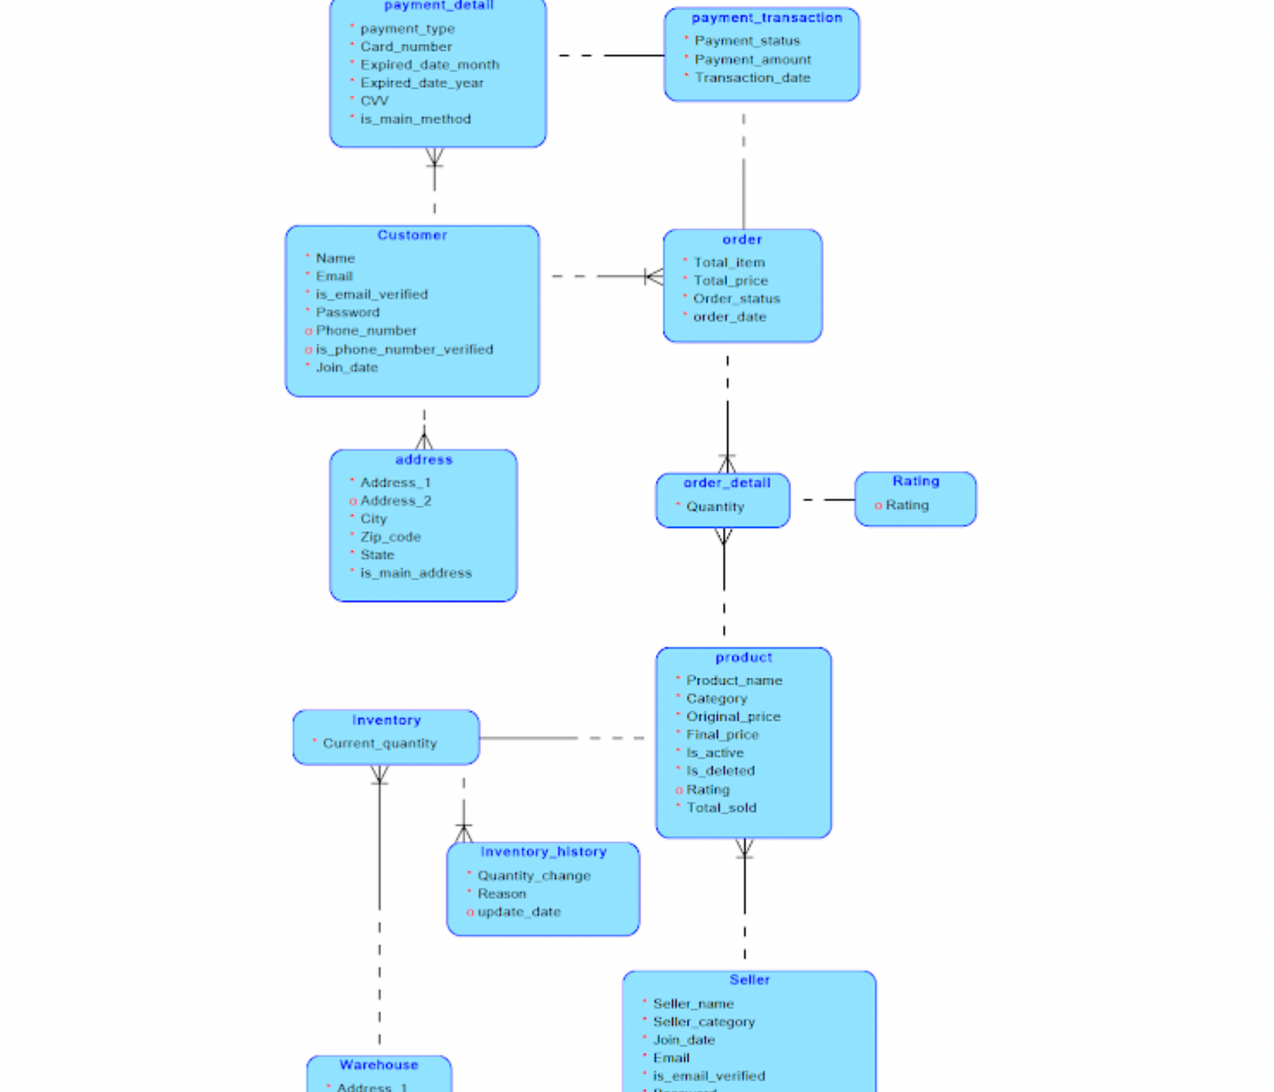 payment_detail
* payment_type
* Card_number
* Expired_date_month
* Expired_date_year
* CVV
* is_main_method
payment_transaction
* Payment_status
* Payment_amount
* Transaction_date
Customer
* Name
* Email
* is_email_verified
* Password
o Phone_number
o is_phone_number_verified
* Join_date
order
* Total_item
* Total_price
* Order_status
* order_date
address
* Address_1
o Address_2
* City
* Zip_code
* State
* is_main_address
order_detail
* Quantity
Rating
o Rating
product
* Product_name
* Category
* Original_price
* Final_price
* Is_active
* Is_deleted
o Rating
* Total_sold
Inventory
* Current_quantity
Inventory_history
* Quantity_change
* Reason
o update_date
Seller
* Seller_name
* Seller_category
* Join_date
* Email
* is_email_verified
Warehouse
* Address_1